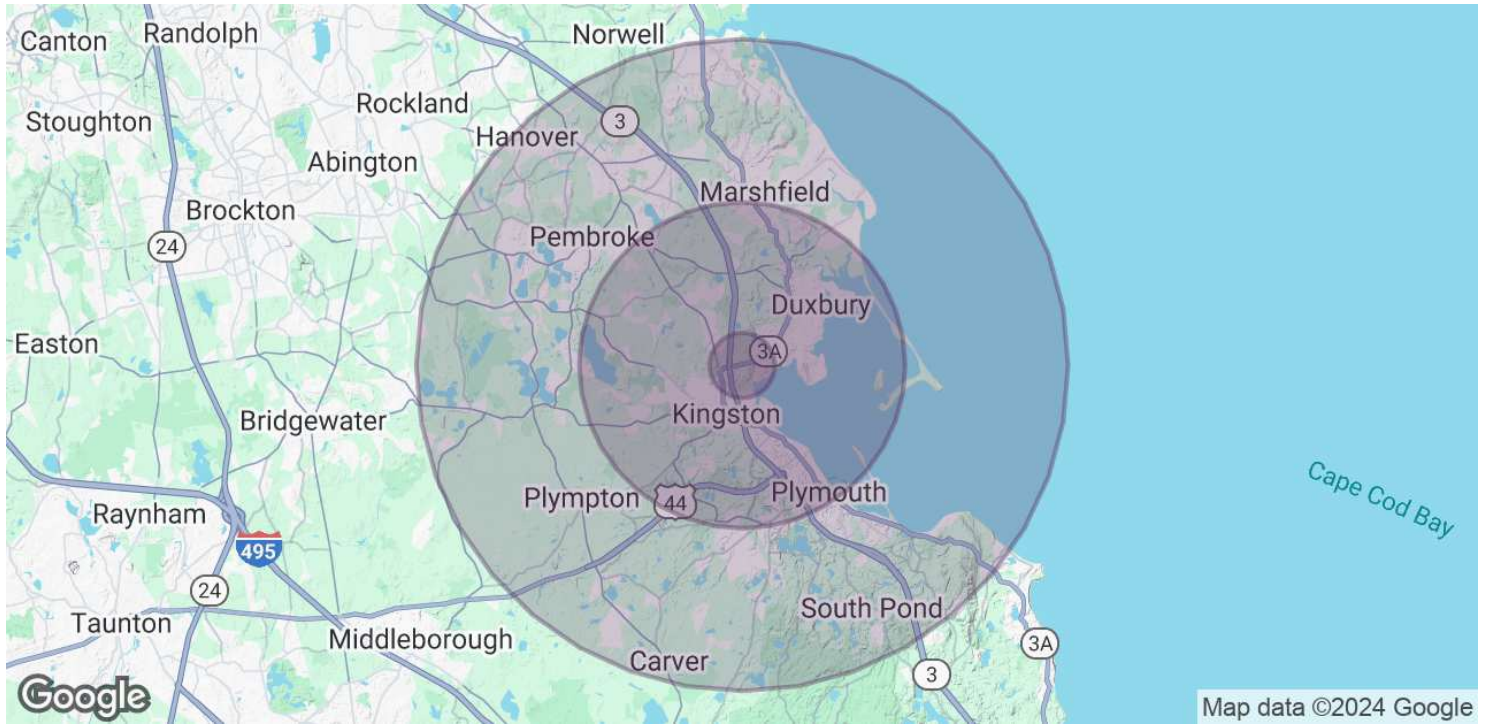 Canton
Randolph
Norwell
Rockland
3
Stoughton
Hanover
Abington
Marshfield
Brockton
Pembroke
24
Duxbury
Easton
3A
Kingston
Bridgewater
Plympton
44
Plymouth
Cape Cod Bay
Raynham
495
24
South Pond
Taunton
Middleborough
3A
Carver
3
Google
Map data ©2024 Google